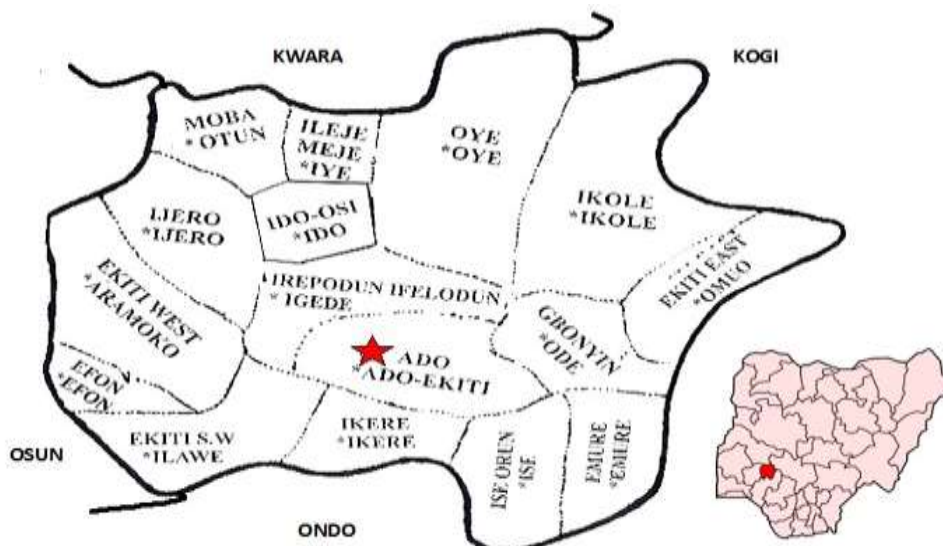 KWARA
KOGI
MOBA
*OTUN
ILEJE
MEJE
*IYE
OYE
*OYE
IKOLE
*IKOLE
IJERO
*IJERO
IDO-OSI
*IDO
EKITI EAST
*OMUO
EKITI WEST
*ARAMOKO
IREPODUN IFELODUN
* IGEDE
GBONYIN
*ODE
ADO
*ADO-EKITI
EFON
*EFON
EKITI S.W
*ILAWE
IKERE
*IKERE
ISE ORUN
*ISE
EMURE
*EMURE
OSUN
ONDO